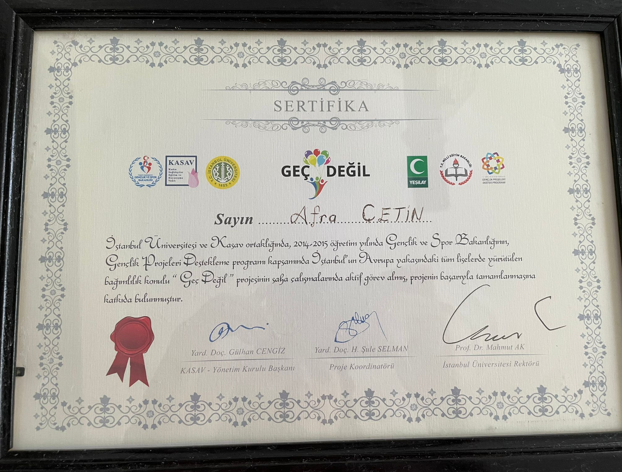 SERTİFİKA
KASAV
GEÇ DEĞİL
YEŞİLAY
Sayın Afra ÇETİN
İstanbul Üniversitesi ve Kasav ortaklığında, 2014-2015 öğretim yılında Gençlik ve Spor Bakanlığının,
Gençlik Projeleri Destekleme programı kapsamında İstanbul'un Avrupa yakasındaki tüm liselerde yürütülen
bağımlılık konulu “ Geç Değil ” projesinin saha çalışmalarında aktif görev almış, projenin başarıyla tamamlanmasına
katkıda bulunmuştur.
Yard. Doç. Gülhan CENGİZ
Yard. Doç. H. Şule SELMAN
Prof. Dr. Mahmut AK
KASAV - Yönetim Kurulu Başkanı
Proje Koordinatörü
İstanbul Üniversitesi Rektörü